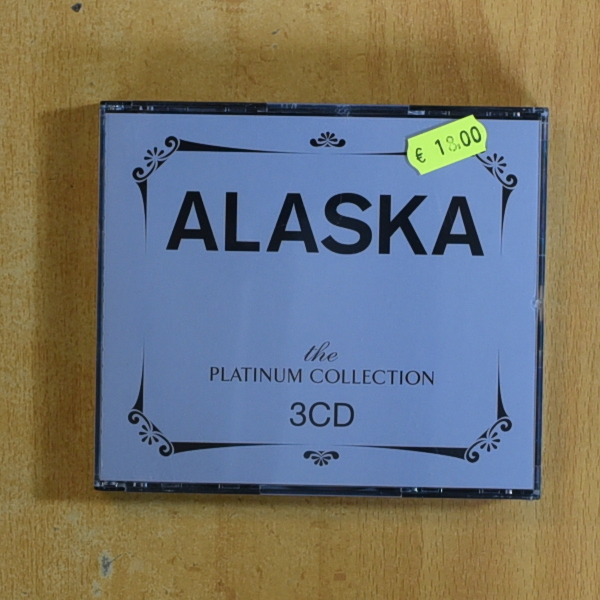 € 18.00
ALASKA
the
PLATINUM COLLECTION
3CD